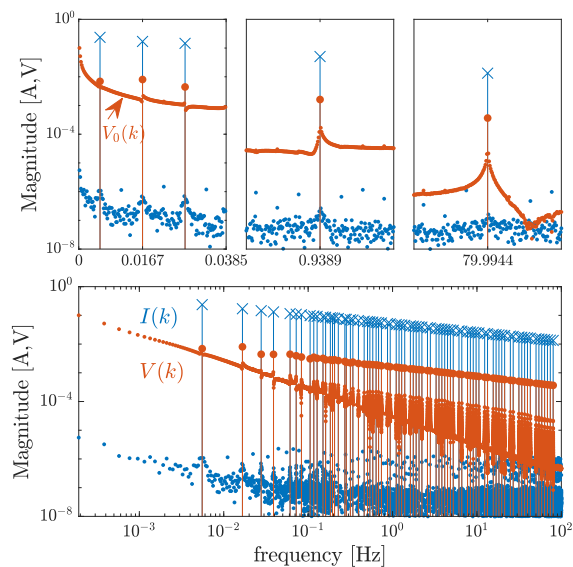 Magnitude [A,V]
10^0
10^-4
10^-8
V_0(k)
0 0.0167 0.0385
0.9389
79.9944
Magnitude [A,V]
10^0
10^-4
10^-8
I(k)
V(k)
10^-3 10^-2 10^-1 10^0 10^1 10^2
frequency [Hz]